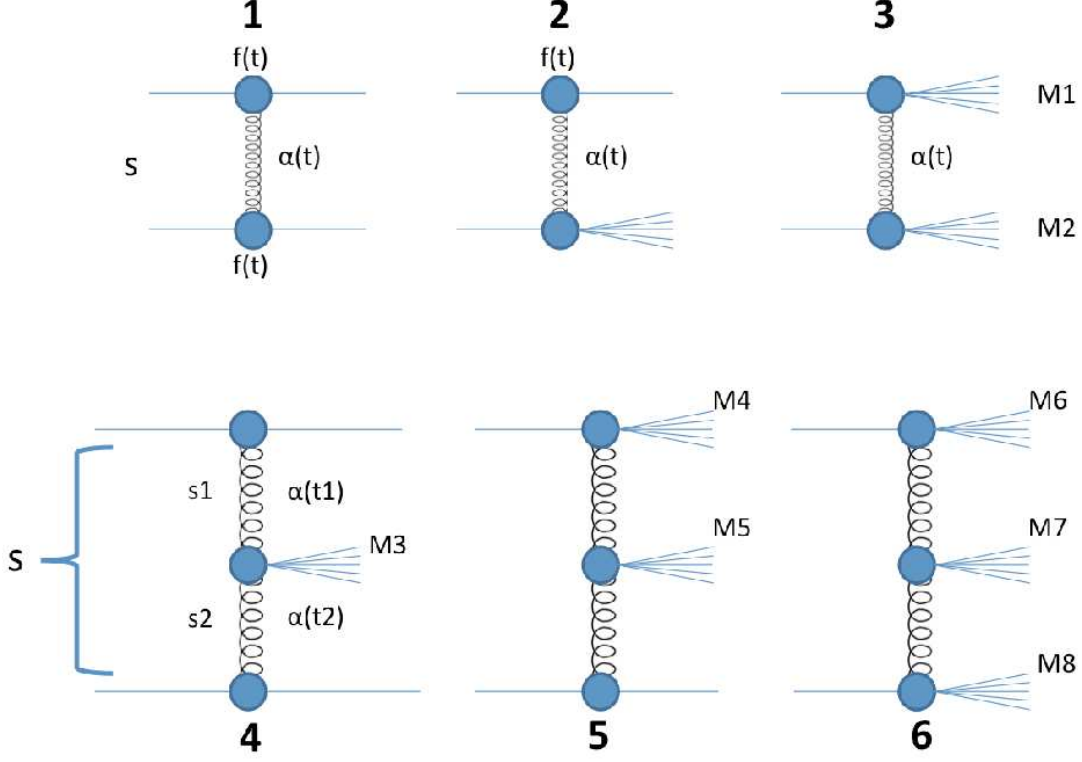 1 2 3
f(t) f(t)
M1
S α(t) α(t) α(t)
M2
f(t)
M4 M6
s1 α(t1)
M3 M5 M7
S
s2 α(t2)
M8
4 5 6